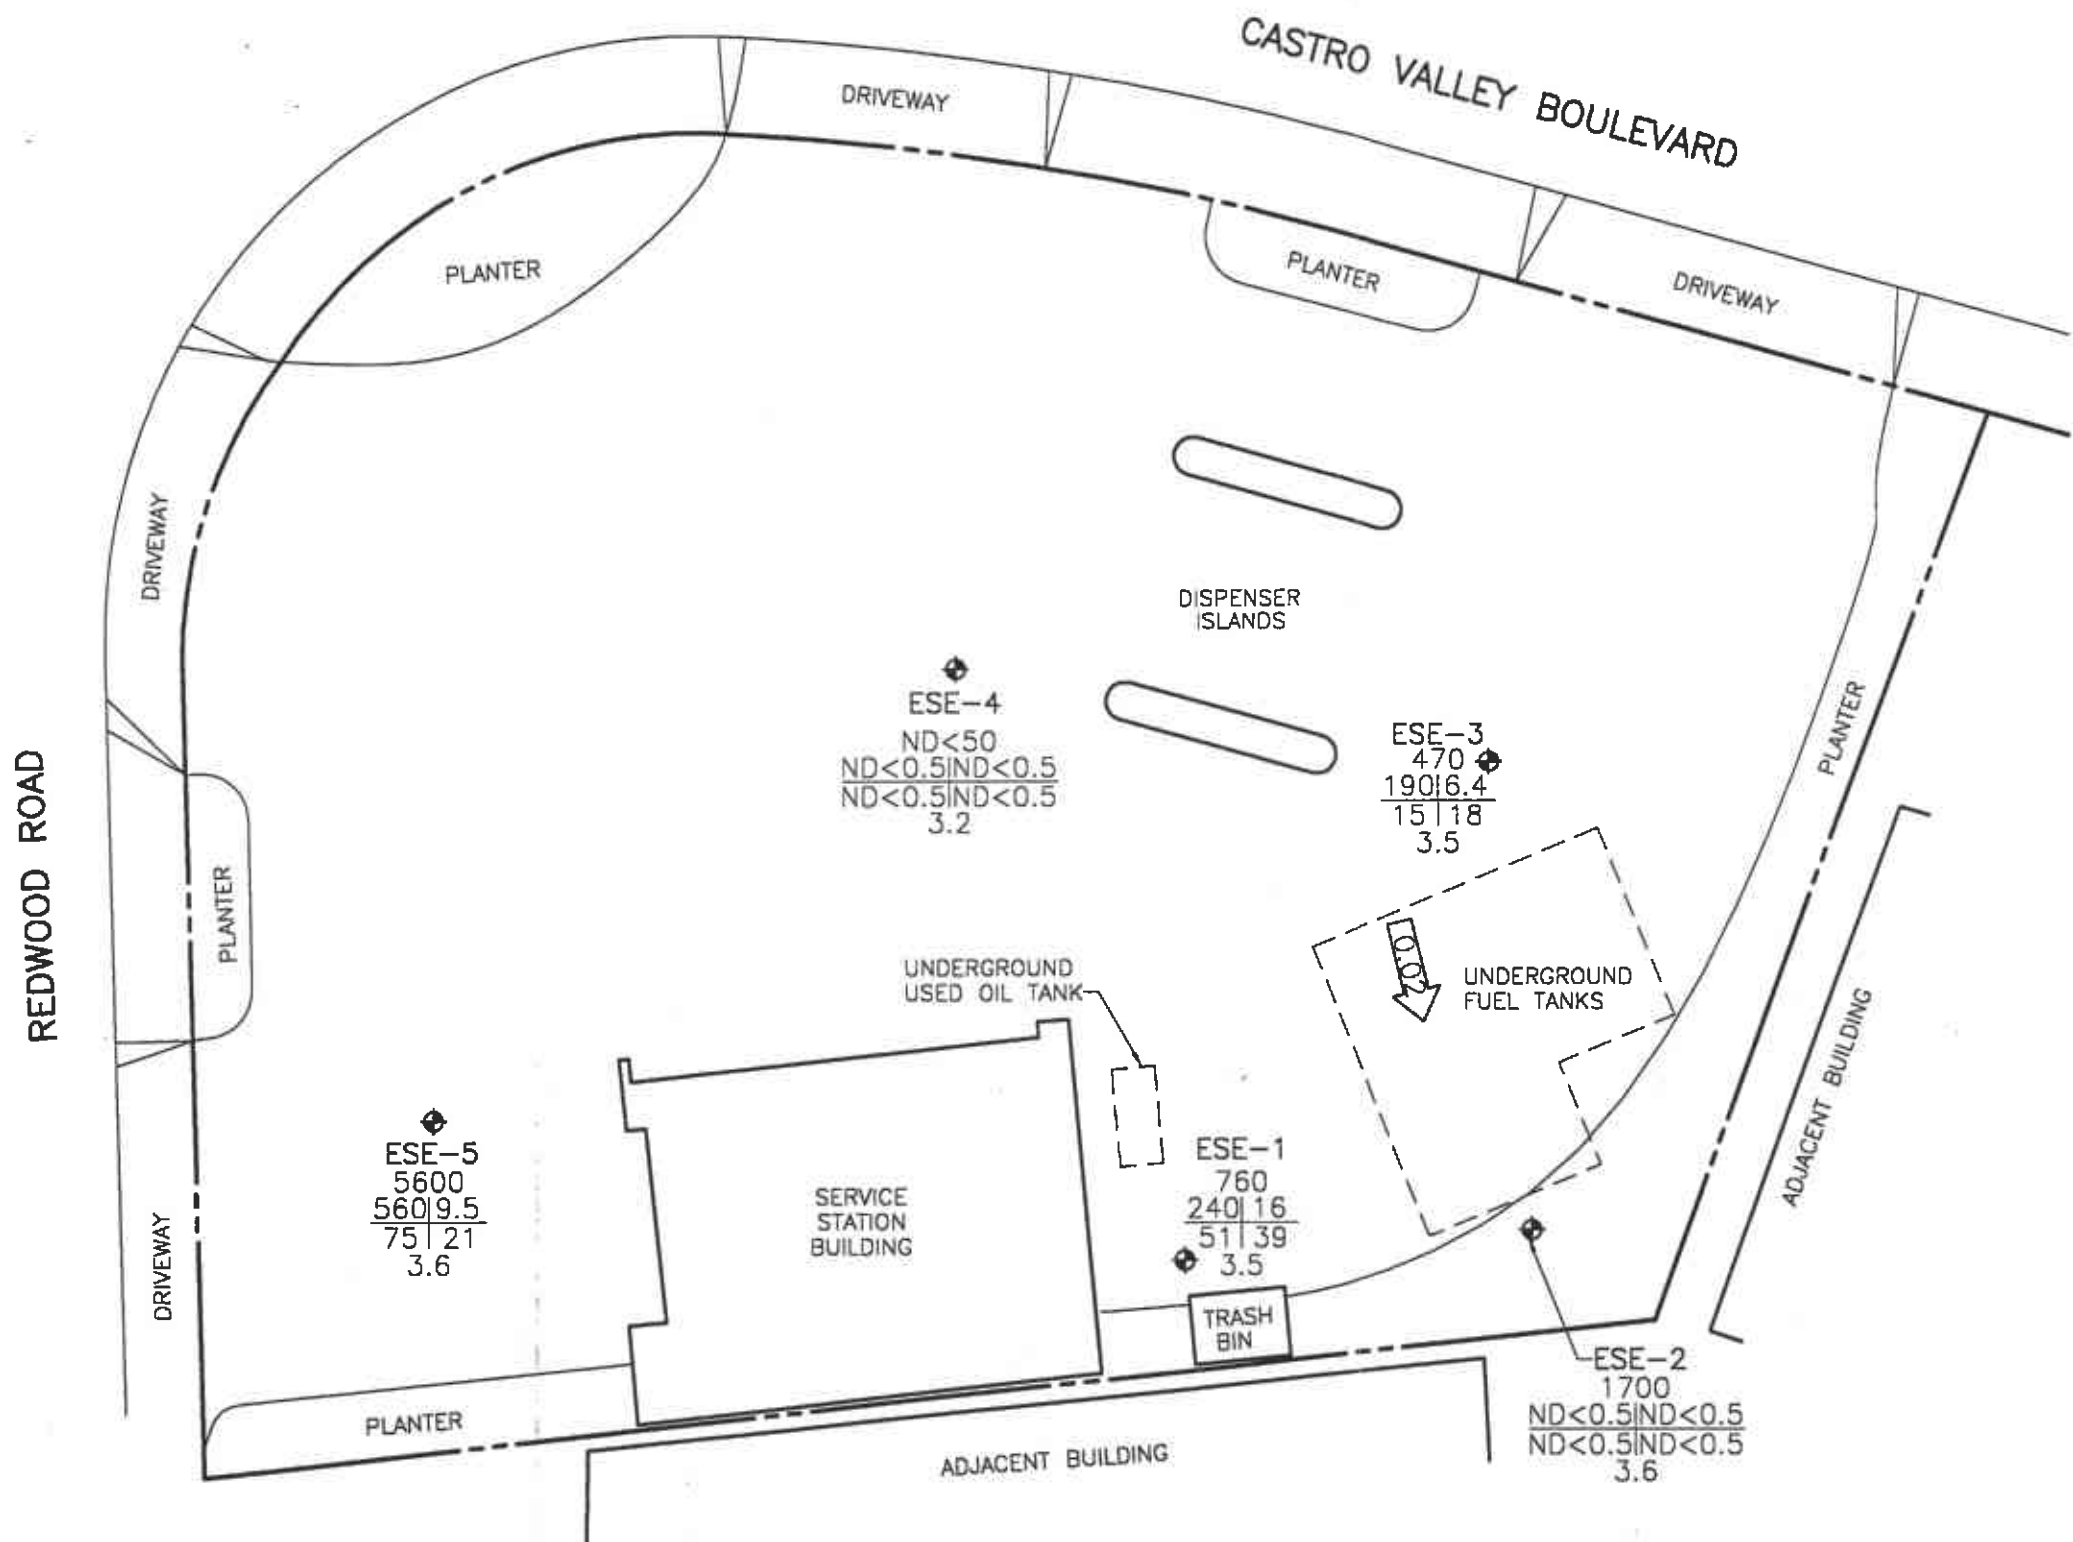 CASTRO VALLEY BOULEVARD
DRIVEWAY
PLANTER
PLANTER
DRIVEWAY
DRIVEWAY
DISPENSER
ISLANDS
ESE-4
ND<50
ND<0.5|ND<0.5
ND<0.5|ND<0.5
3.2
ESE-3
470
190|6.4
15|18
3.5
PLANTER
REDWOOD ROAD
PLANTER
UNDERGROUND
USED OIL TANK
0.02
UNDERGROUND
FUEL TANKS
ADJACENT BUILDING
ESE-5
5600
560|9.5
75|21
3.6
DRIVEWAY
SERVICE
STATION
BUILDING
ESE-1
760
240|16
51|39
3.5
TRASH
BIN
ESE-2
1700
ND<0.5|ND<0.5
ND<0.5|ND<0.5
3.6
PLANTER
ADJACENT BUILDING